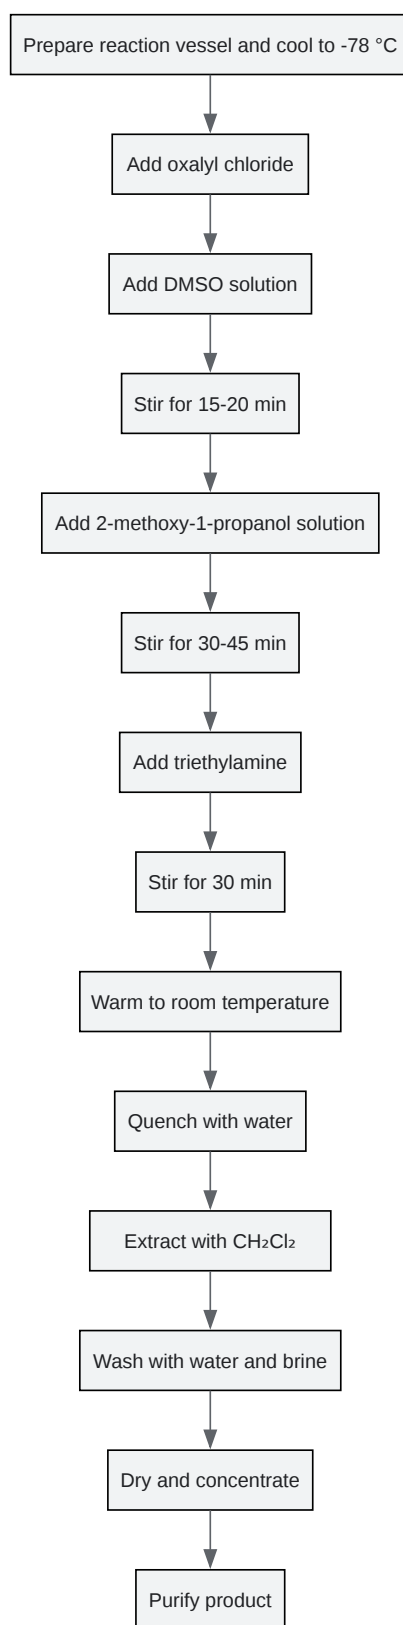 Prepare reaction vessel and cool to -78 °C
Add oxalyl chloride
Add DMSO solution
Stir for 15-20 min
Add 2-methoxy-1-propanol solution
Stir for 30-45 min
Add triethylamine
Stir for 30 min
Warm to room temperature
Quench with water
Extract with CH₂Cl₂
Wash with water and brine
Dry and concentrate
Purify product